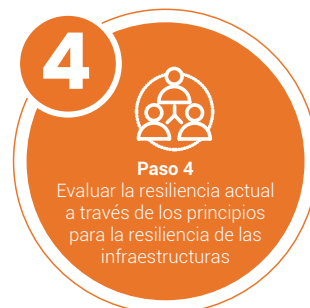 4
Paso 4
Evaluar la resiliencia actual
a través de los principios
para la resiliencia de las
infraestructuras